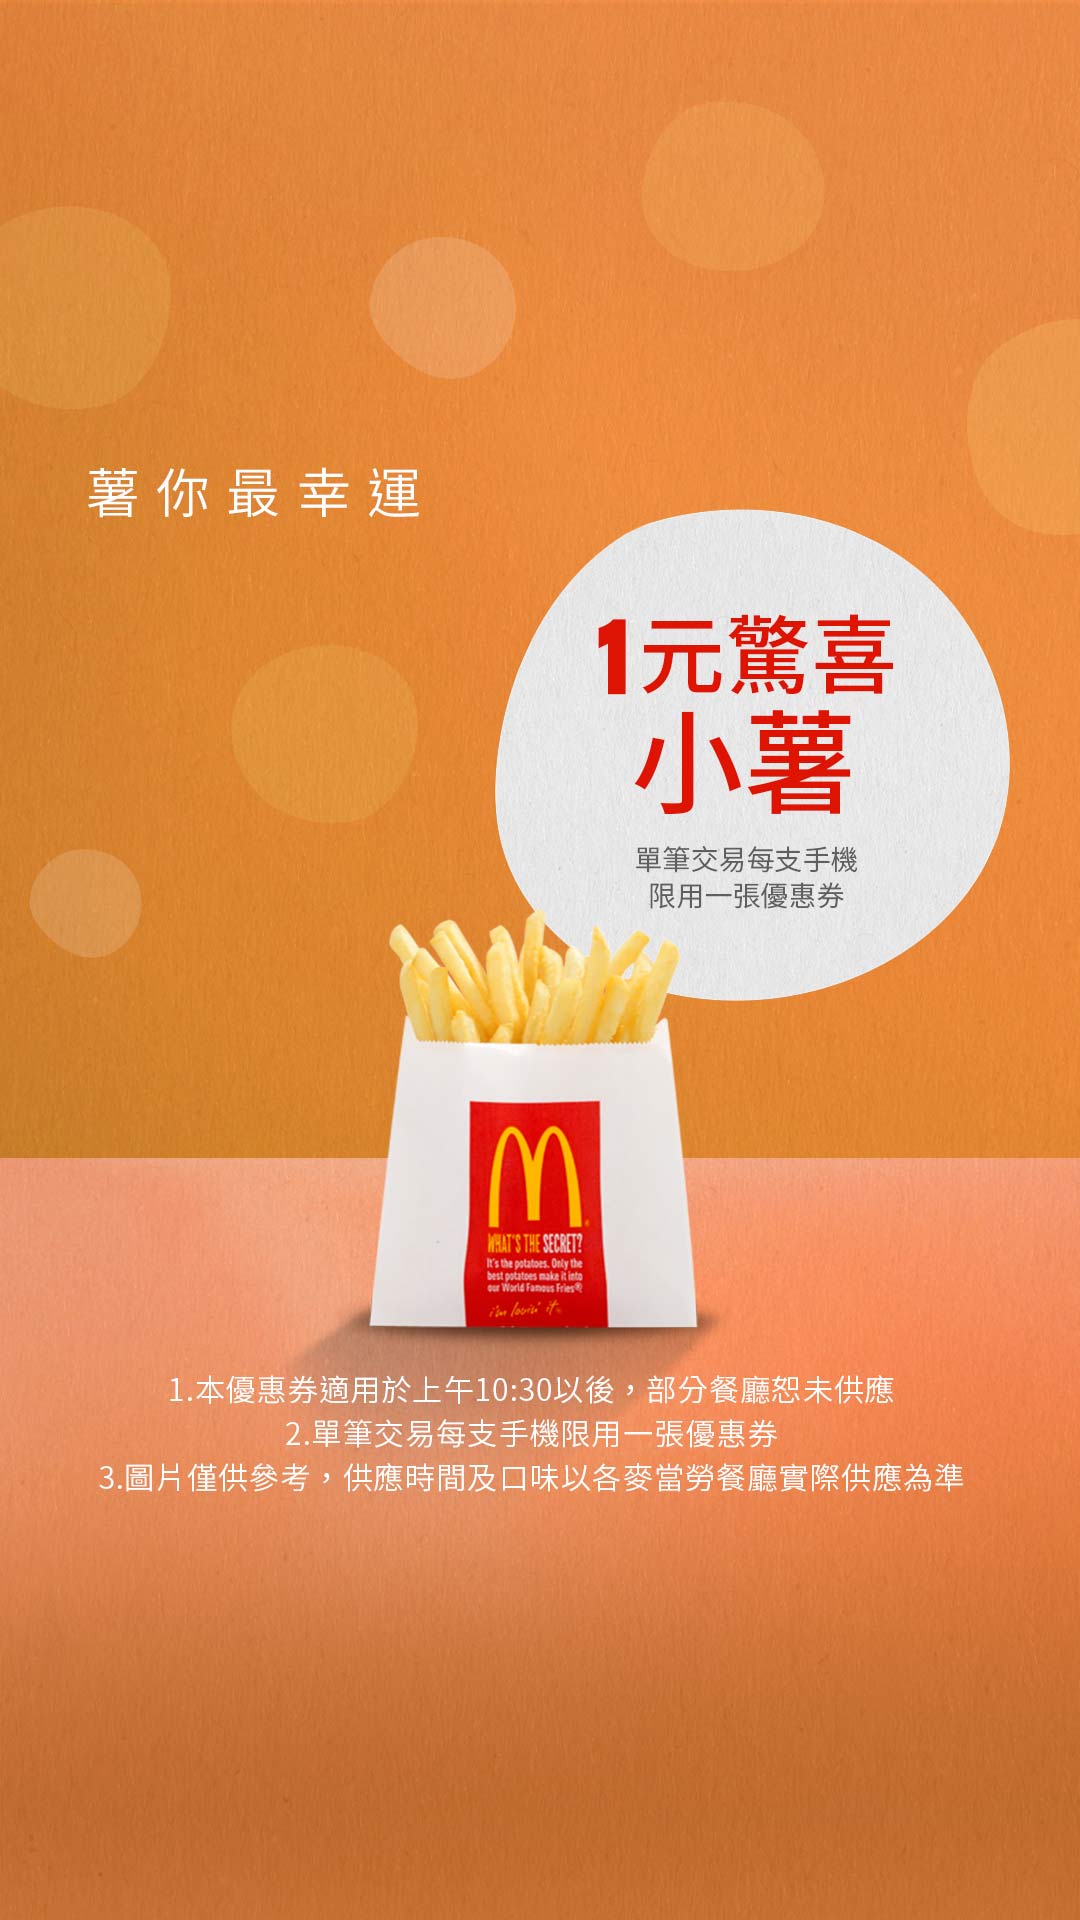 薯你最幸運
1元驚喜
小薯
單筆交易每支手機
限用一張優惠券
WHAT'S THE SECRET?
It's the potatoes. Only the
best potatoes make it into
our World Famous Fries®
i'm lovin' it
1.本優惠券適用於上午10:30以後，部分餐廳恕未供應
2.單筆交易每支手機限用一張優惠券
3.圖片僅供參考，供應時間及口味以各麥當勞餐廳實際供應為準